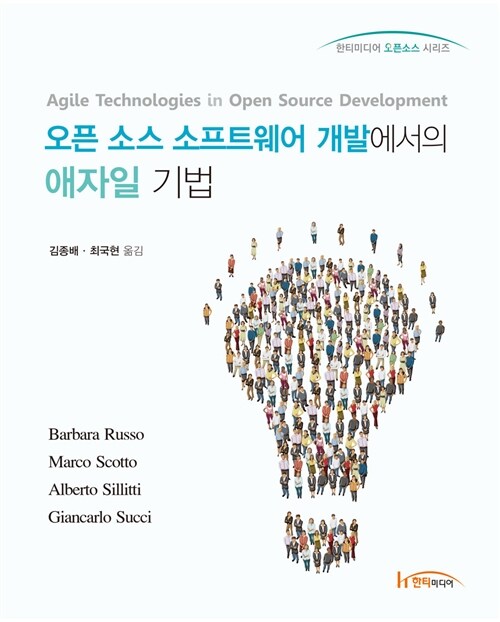 한티미디어 오픈소스 시리즈
Agile Technologies in Open Source Development
오픈 소스 소프트웨어 개발에서의
애자일 기법
김종배 · 최국현 옮김
Barbara Russo
Marco Scotto
Alberto Sillitti
Giancarlo Succi
한티미디어